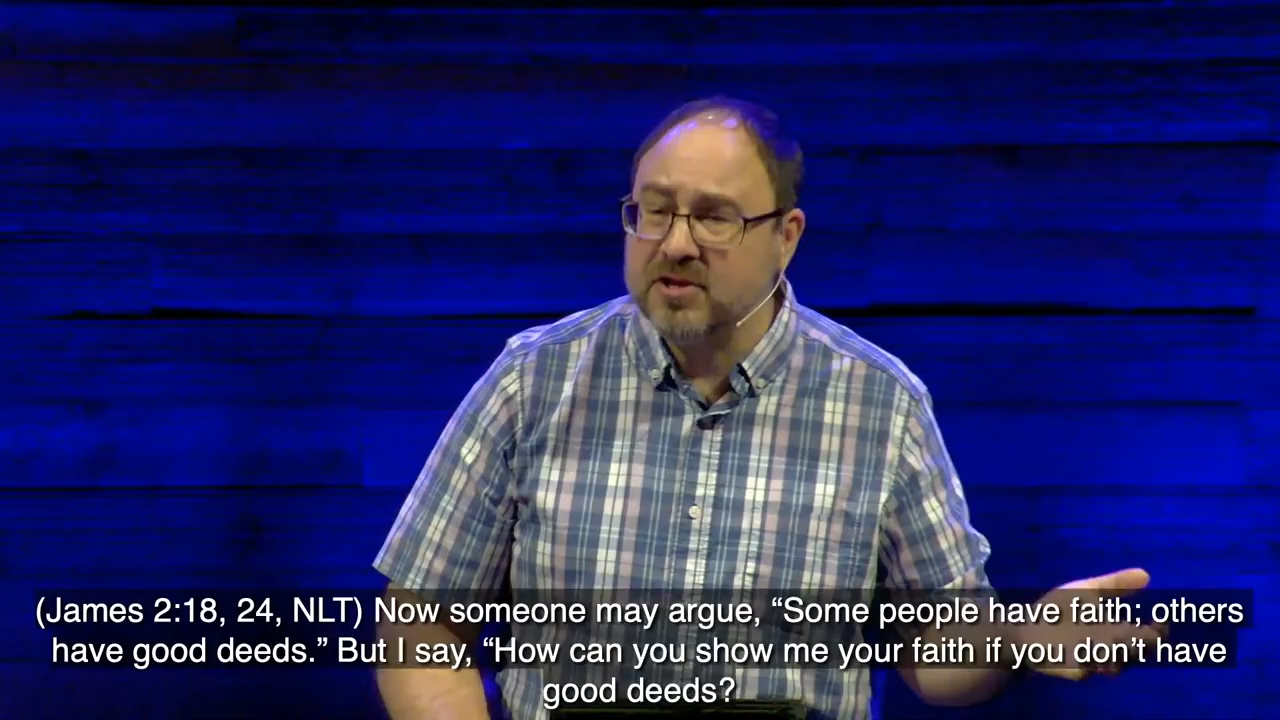 (James 2:18, 24, NLT) Now someone may argue, “Some people have faith; others
have good deeds.” But I say, “How can you show me your faith if you don’t have
good deeds?